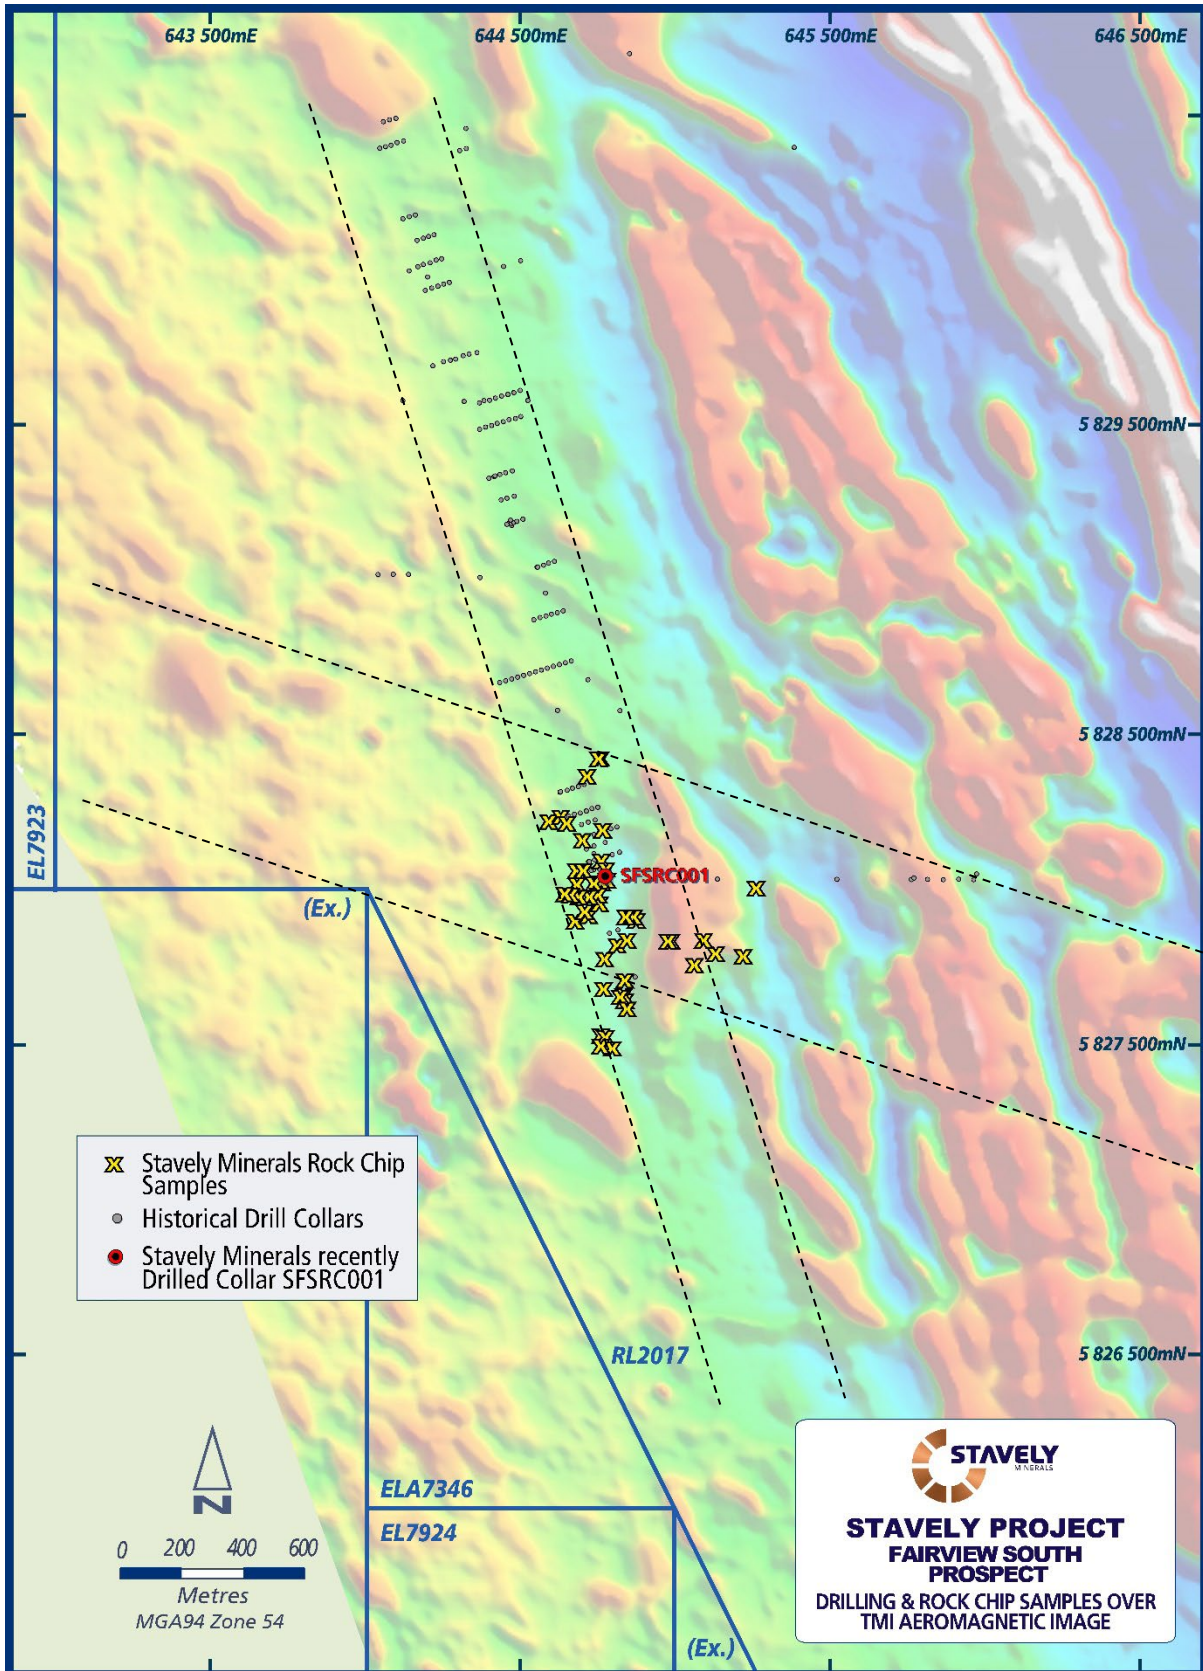 643 500mE
644 500mE
645 500mE
646 500mE
5 829 500mN
5 828 500mN
EL7923
SFSRC001
(Ex.)
5 827 500mN
Stavely Minerals Rock Chip
Samples
Historical Drill Collars
Stavely Minerals recently
Drilled Collar SFSRC001
RL2017
5 826 500mN
ELA7346
EL7924
N
0 200 400 600
Metres
MGA94 Zone 54
(Ex.)
STAVELY
MINERALS
STAVELY PROJECT
FAIRVIEW SOUTH
PROSPECT
DRILLING & ROCK CHIP SAMPLES OVER
TMI AEROMAGNETIC IMAGE